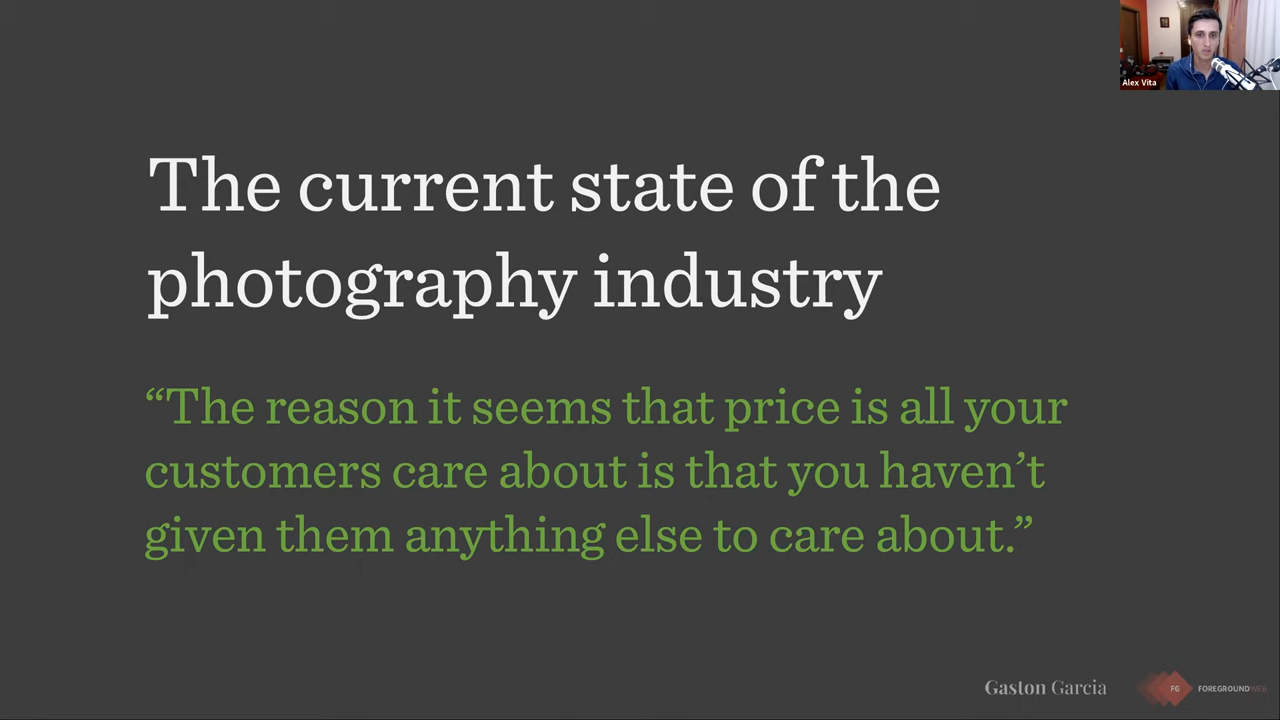 Alex Vita
The current state of the
photography industry
“The reason it seems that price is all your
customers care about is that you haven’t
given them anything else to care about.”
Gaston Garcia
FG FOREGROUNDWEB